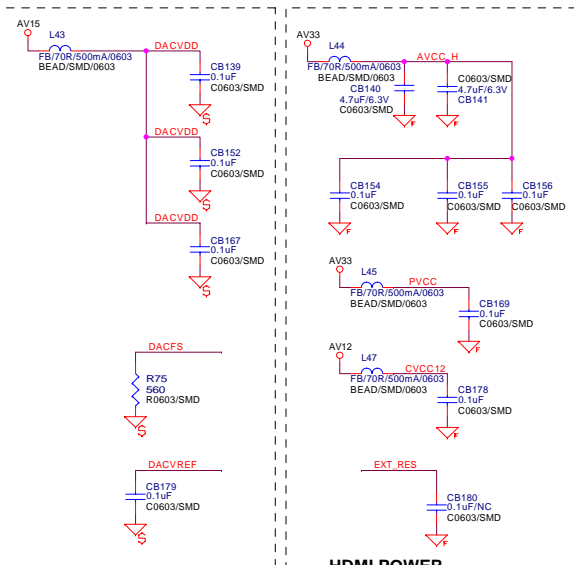 AV15
L43
DACVDD
FB/70R/500mA/0603
BEAD/SMD/0603
CB139
0.1uF
C0603/SMD
S
DACVDD
CB152
0.1uF
C0603/SMD
S
DACVDD
CB167
0.1uF
C0603/SMD
S
DACFS
R75
560
R0603/SMD
S
DACVREF
CB179
0.1uF
C0603/SMD
S
AV33
L44
AVCC_H
FB/70R/500mA/0603
BEAD/SMD/0603
CB140
4.7uF/6.3V
C0603/SMD
F
C0603/SMD
4.7uF/6.3V
CB141
F
CB154
0.1uF
C0603/SMD
F
CB155
0.1uF
C0603/SMD
F
CB156
0.1uF
C0603/SMD
F
AV33
L45
PVCC
FB/70R/500mA/0603
BEAD/SMD/0603
CB169
0.1uF
C0603/SMD
F
AV12
L47
CVCC12
FB/70R/500mA/0603
BEAD/SMD/0603
CB178
0.1uF
C0603/SMD
F
EXT_RES
CB180
0.1uF/NC
C0603/SMD
F
HDMI POWER